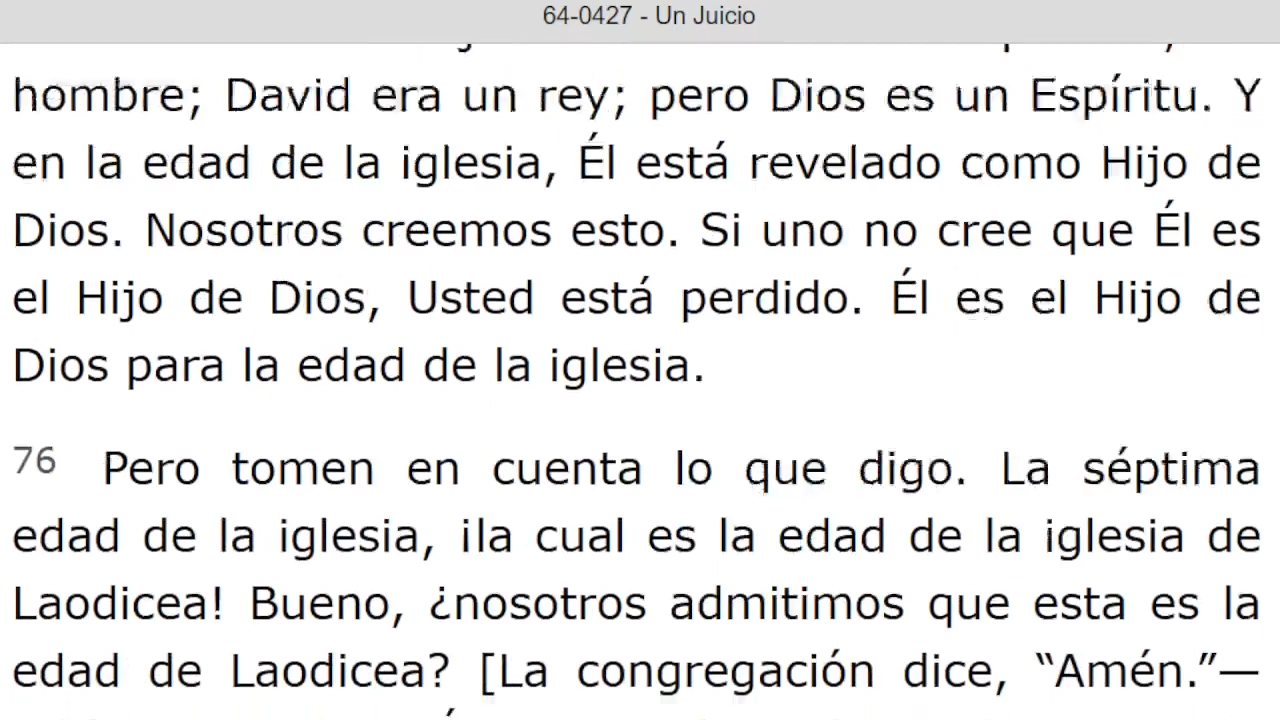 64-0427 - Un Juicio
hombre; David era un rey; pero Dios es un Espíritu. Y
en la edad de la iglesia, Él está revelado como Hijo de
Dios. Nosotros creemos esto. Si uno no cree que Él es
el Hijo de Dios, Usted está perdido. Él es el Hijo de
Dios para la edad de la iglesia.
76 Pero tomen en cuenta lo que digo. La séptima
edad de la iglesia, ¡la cual es la edad de la iglesia de
Laodicea! Bueno, ¿nosotros admitimos que esta es la
edad de Laodicea? [La congregación dice, “Amén.”—